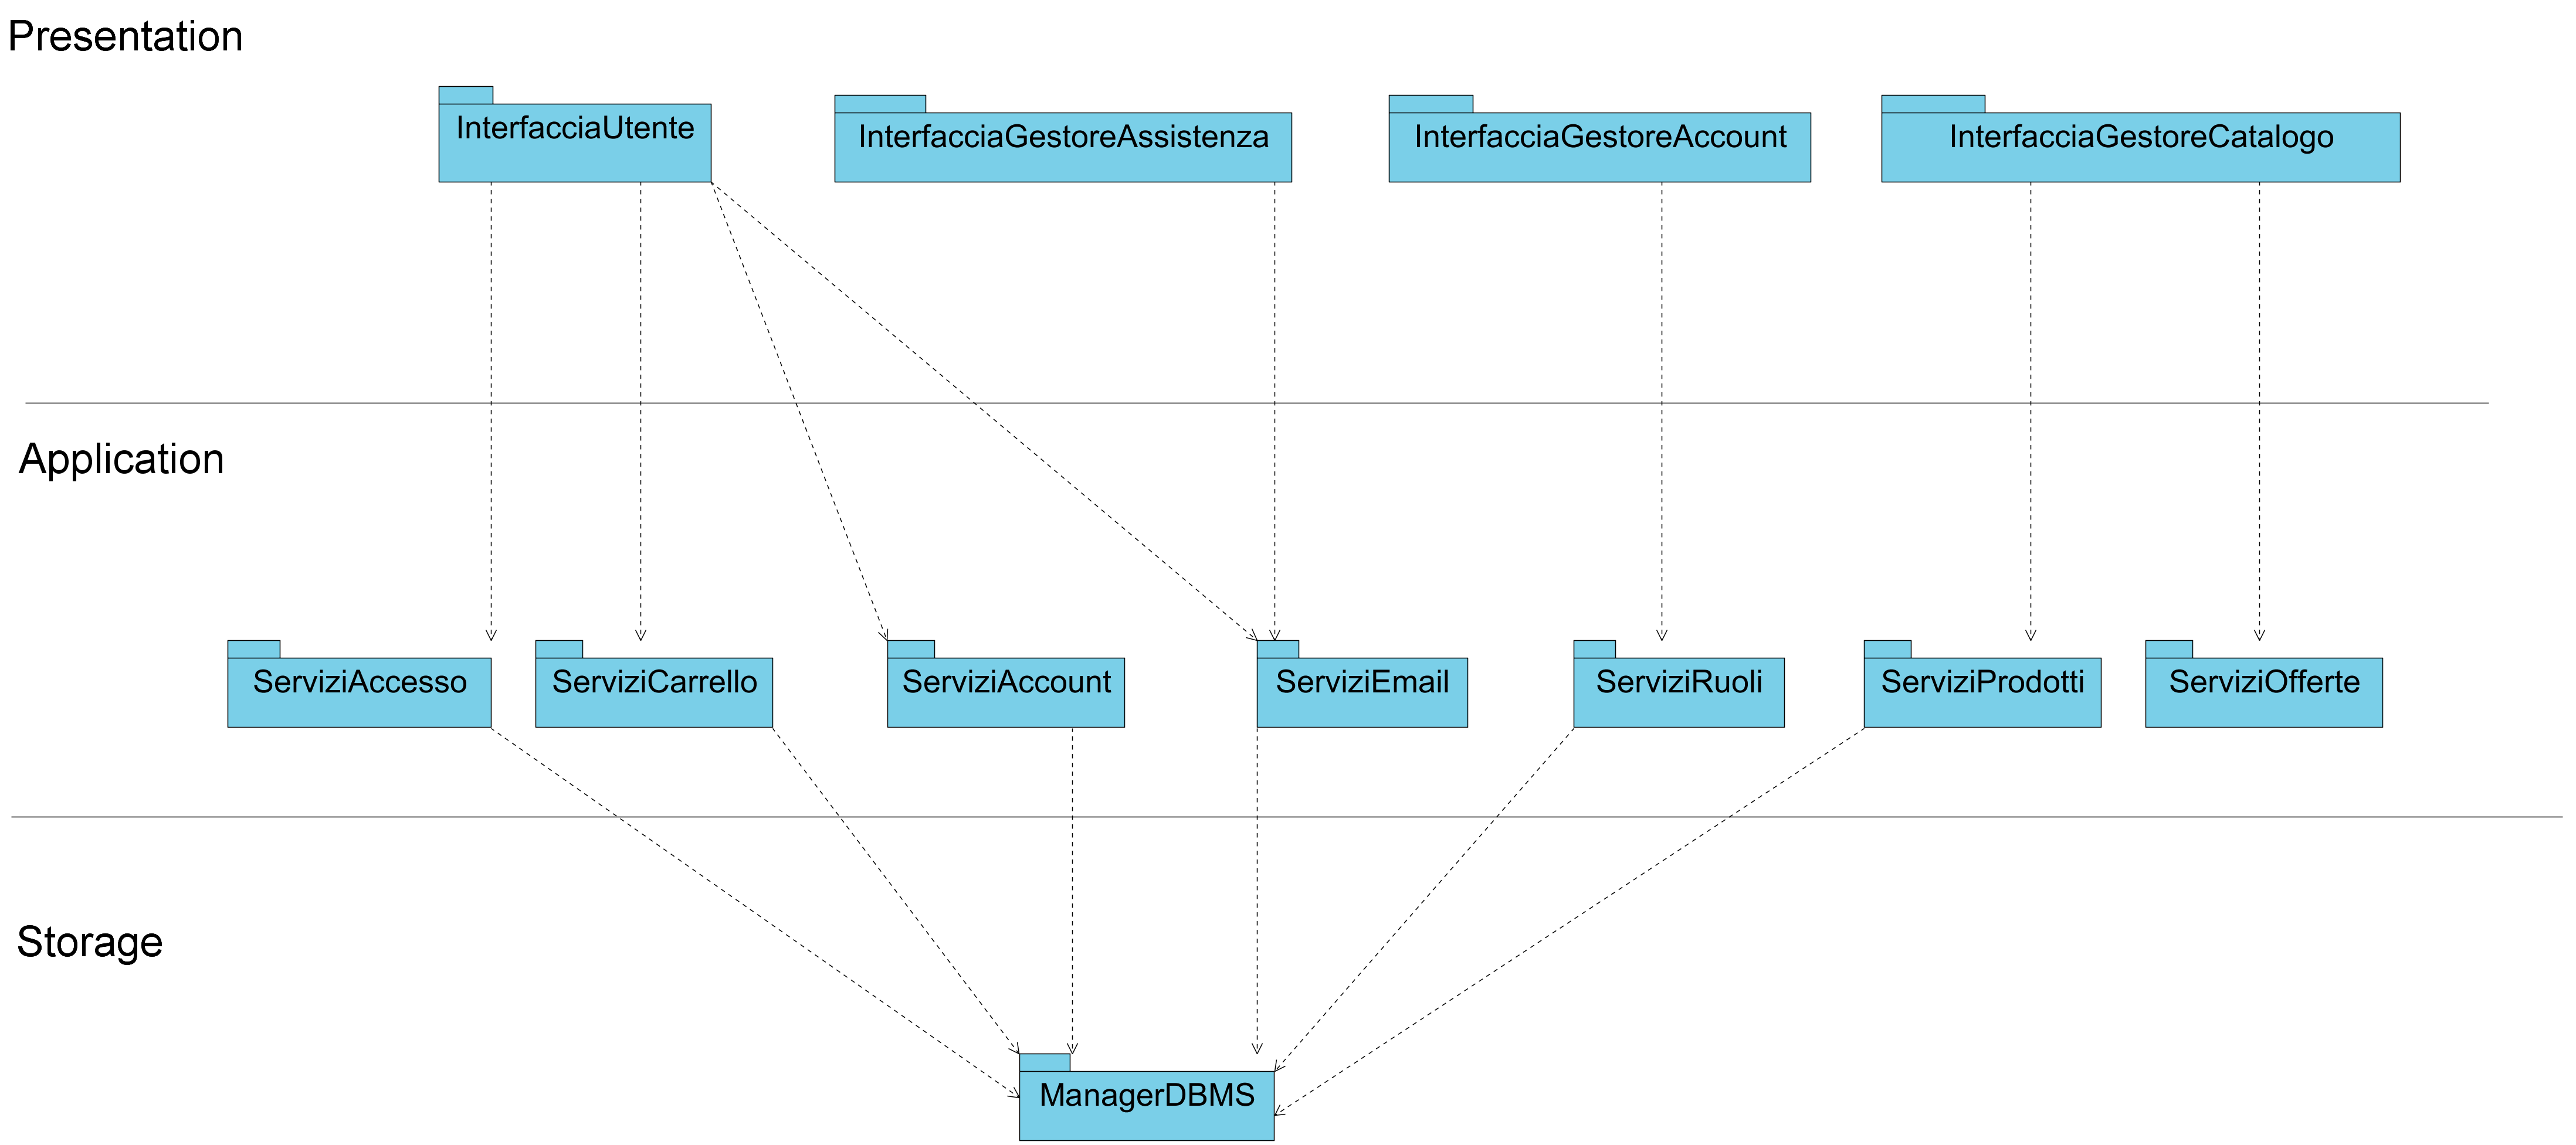 Presentation
InterfacciaUtente
InterfacciaGestoreAssistenza
InterfacciaGestoreAccount
InterfacciaGestoreCatalogo
Application
ServiziAccesso
ServiziCarrello
ServiziAccount
ServiziEmail
ServiziRuoli
ServiziProdotti
ServiziOfferte
Storage
ManagerDBMS